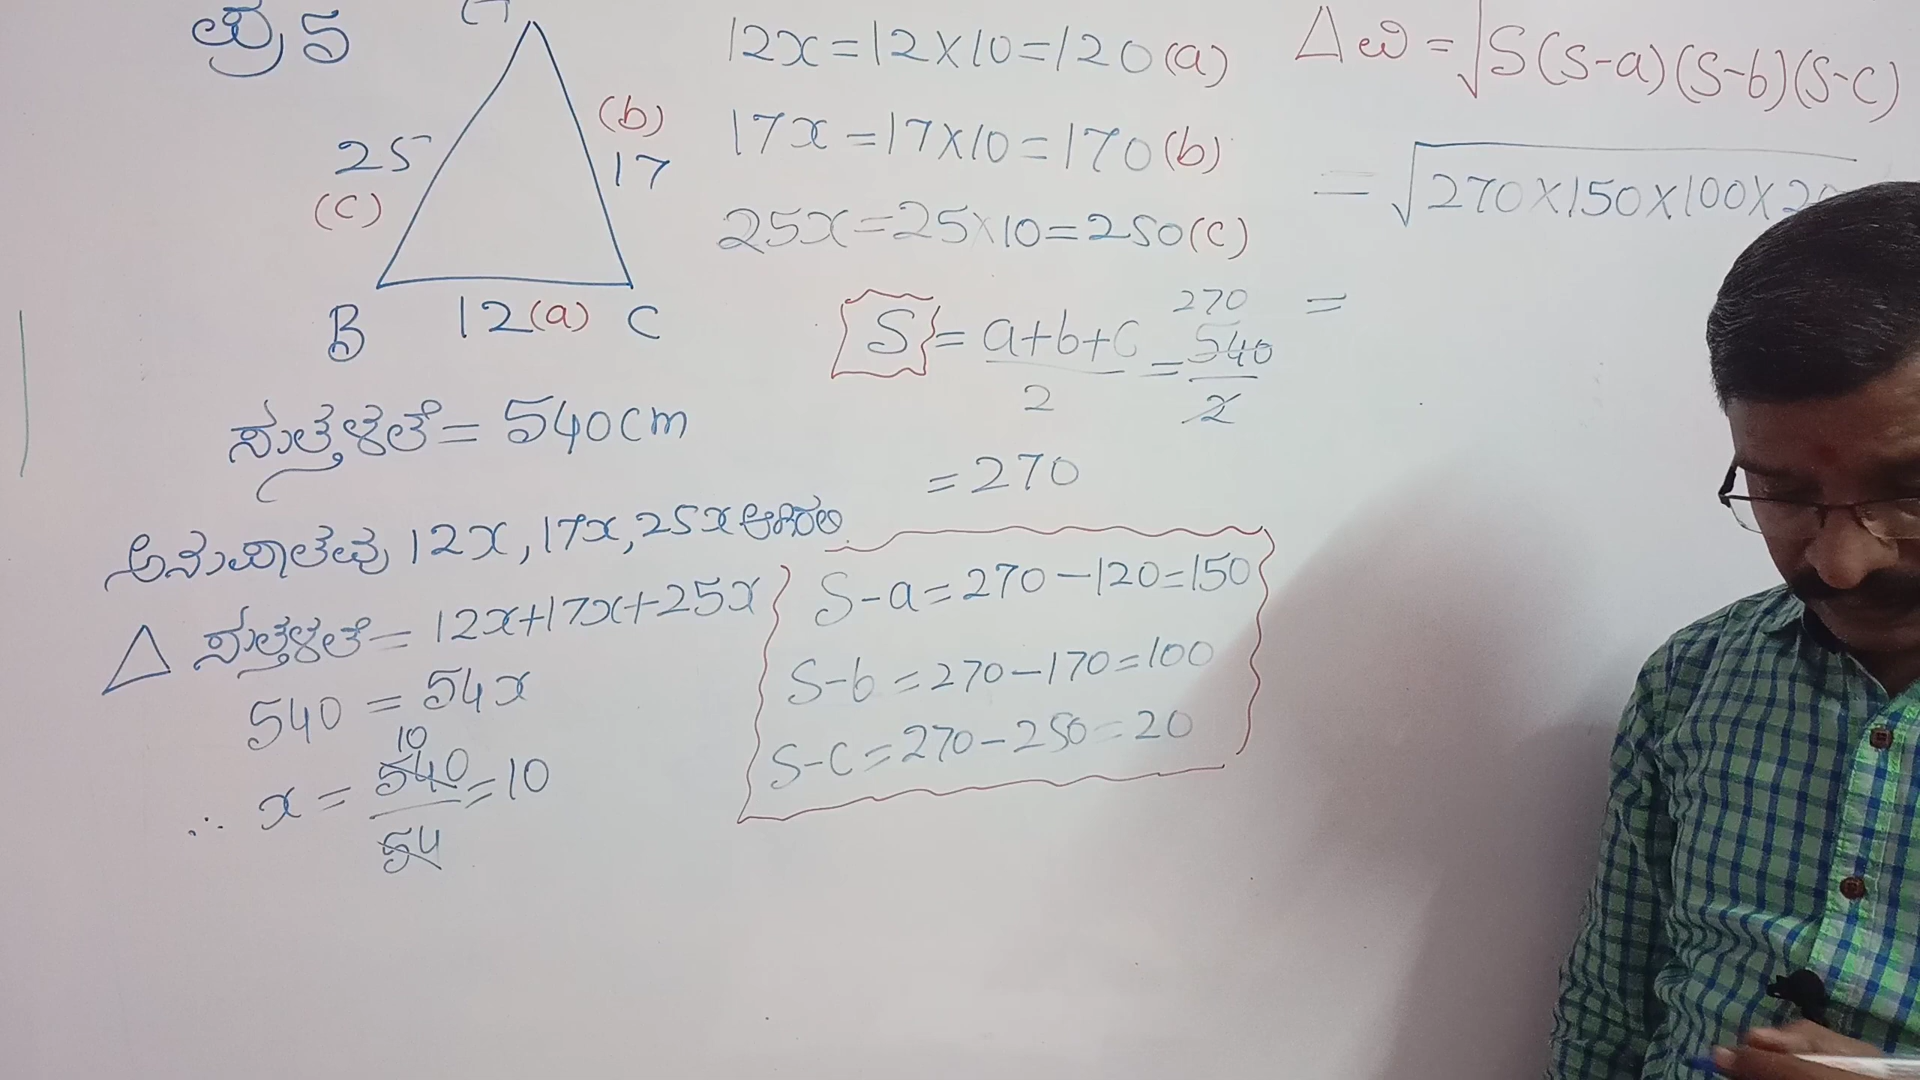 ಪ್ರ 5
25
(c)
(b)
17
B 12(a) C
ಸುತ್ತಳತೆ = 540cm
ಅನುಪಾತವು 12x, 17x, 25x ಆಗಿರಲಿ
△ ಸುತ್ತಳತೆ = 12x+17x+25x
540 = 54x
10
∴ x = 540/54 = 10
12x = 12×10 = 120(a)
17x = 17×10 = 170(b)
25x = 25×10 = 250(c)
270
S = a+b+c/2 = 540/2
= 270
S-a = 270-120 = 150
S-b = 270-170 = 100
S-c = 270-250 = 20
△ವಿ = √S(S-a)(S-b)(S-c)
= √270×150×100×
=